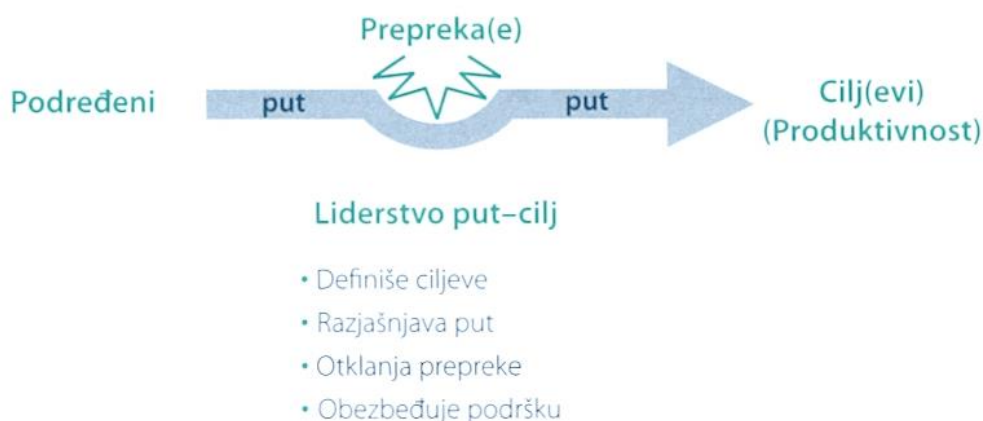 Prepreka(e)
Podređeni
put
put
Cilj(evi)
(Produktivnost)
Liderstvo put–cilj
• Definiše ciljeve
• Razjašnjava put
• Otklanja prepreke
• Obezbeđuje podršku